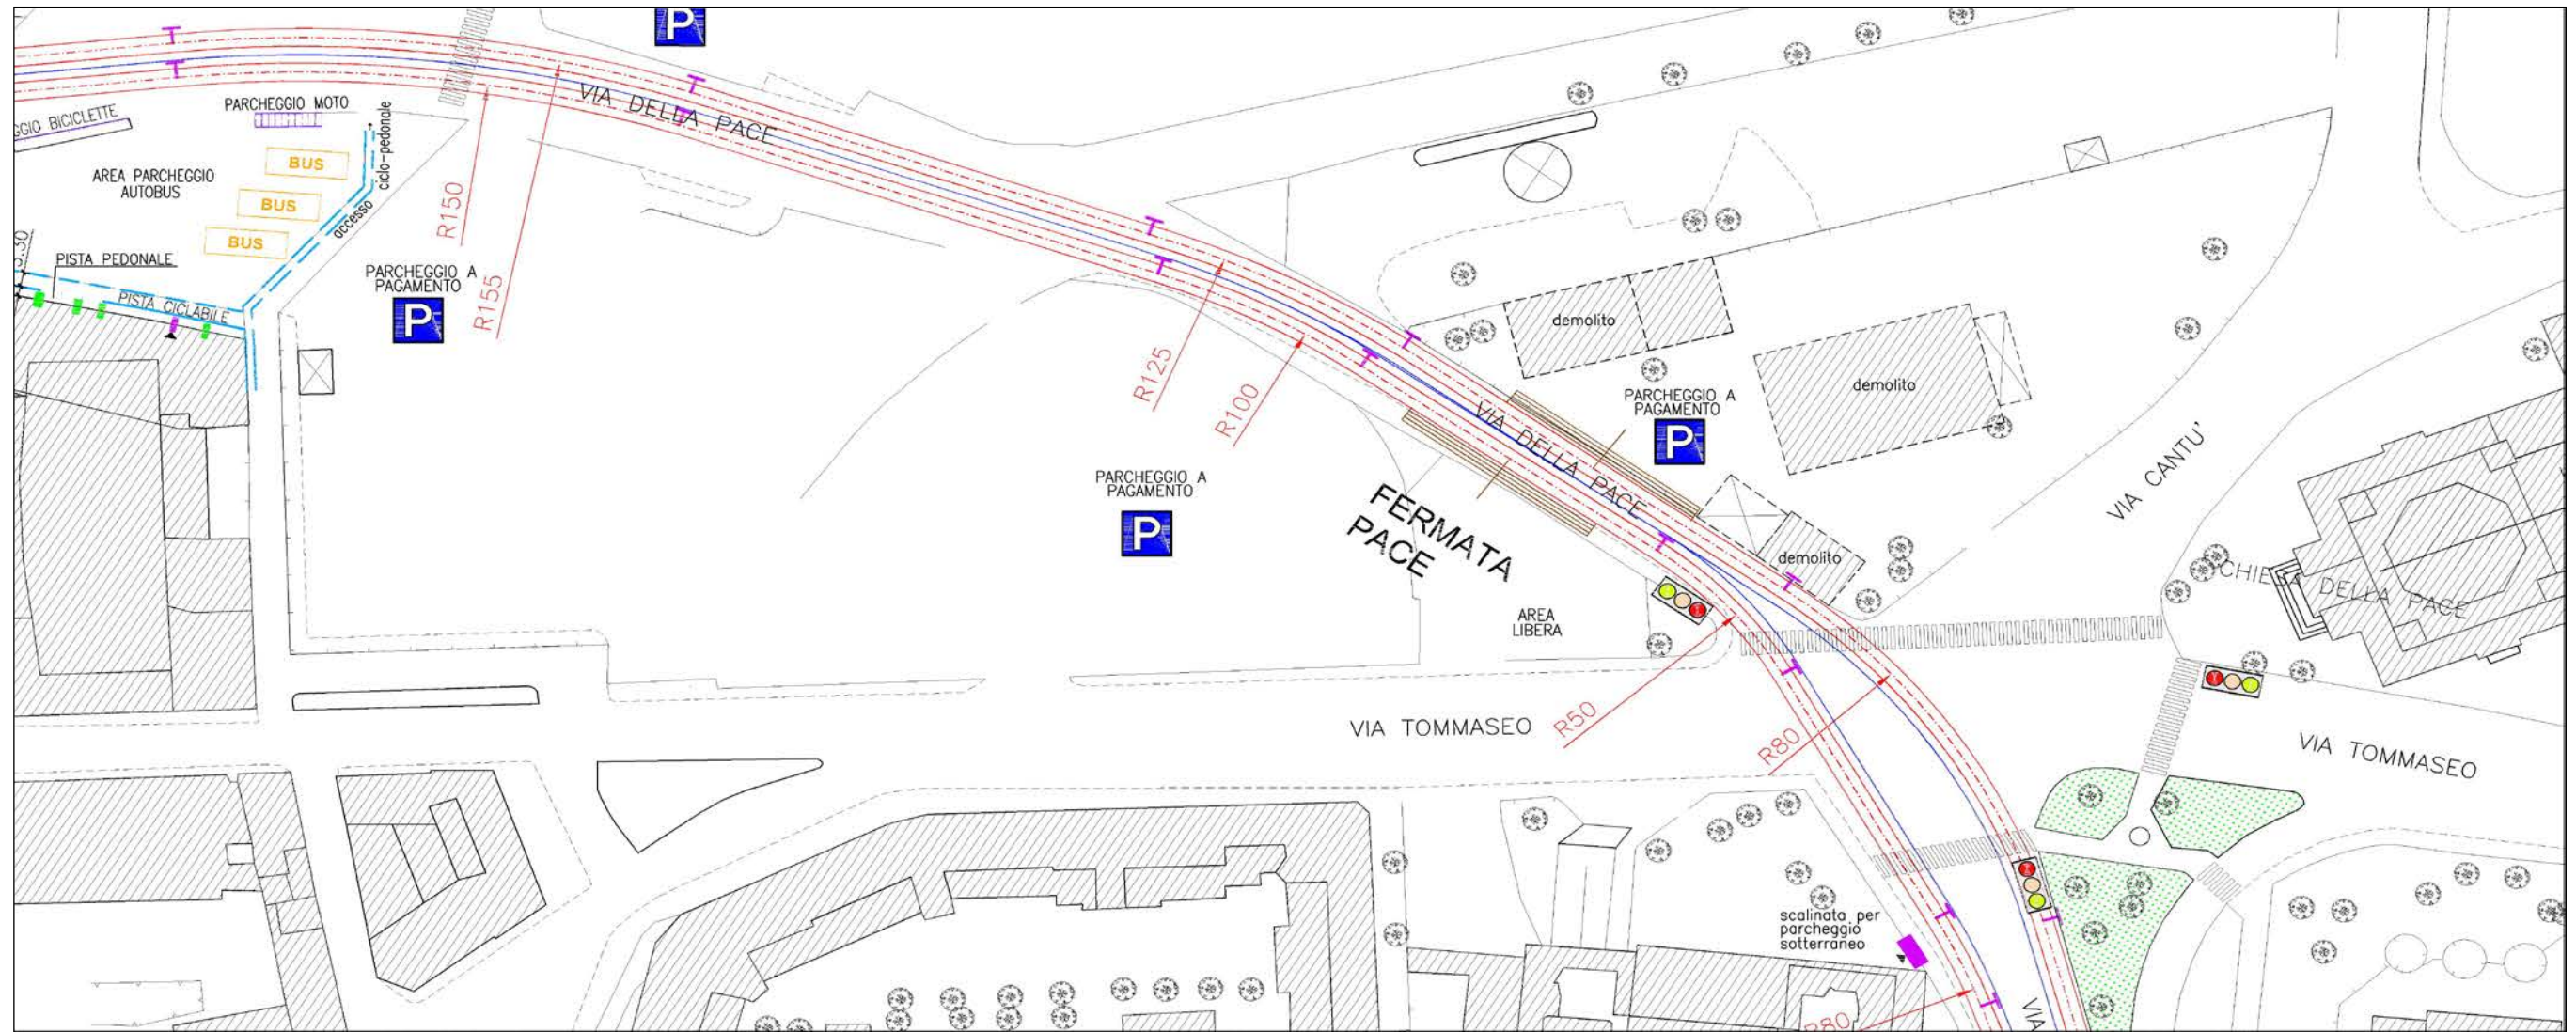 P
VIA DELLA PACE
GGIO BICICLETTE
PARCHEGGIO MOTO
ciclo-pedonale
accesso
AREA PARCHEGGIO
AUTOBUS
BUS
BUS
BUS
3.30
PISTA PEDONALE
PISTA CICLABILE
PARCHEGGIO A
PAGAMENTO
P
R150
R155
R125
R100
demolito
demolito
PARCHEGGIO A
PAGAMENTO
P
VIA DELLA PACE
VIA CANTU'
PARCHEGGIO A
PAGAMENTO
P
FERMATA
PACE
demolito
CHIESA DELLA PACE
AREA
LIBERA
VIA TOMMASEO
R50
R80
VIA TOMMASEO
scalinata per
parcheggio
sotterraneo
R80
VIA